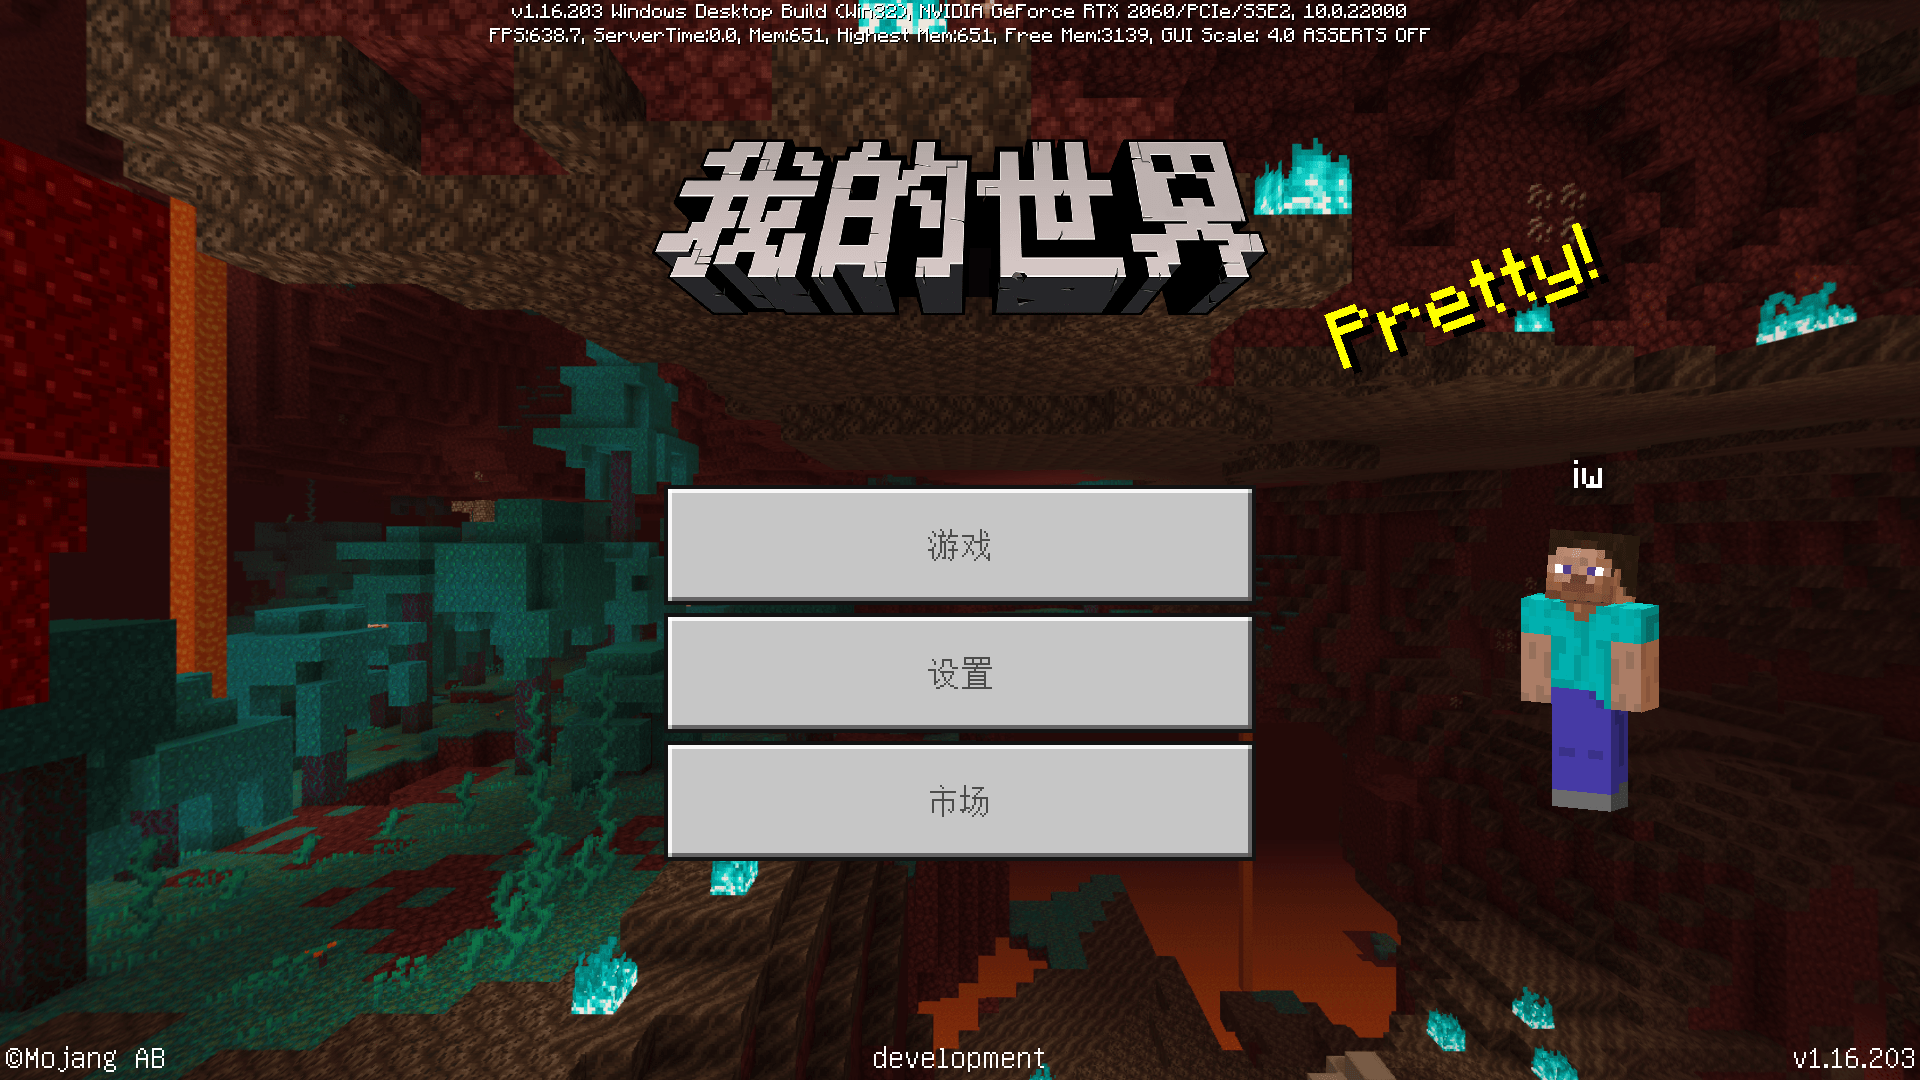 v1.16.203 Windows Desktop Build (Win32), NVIDIA GeForce RTX 2060/PCIe/SSE2, 10.0.22000
FPS:638.7, ServerTime:0.0, Mem:651, Highest Mem:651, Free Mem:3139, GUI Scale: 4.0 ASSERTS OFF
我的世界
Pretty!
iw
游戏
设置
市场
©Mojang AB
development
v1.16.203